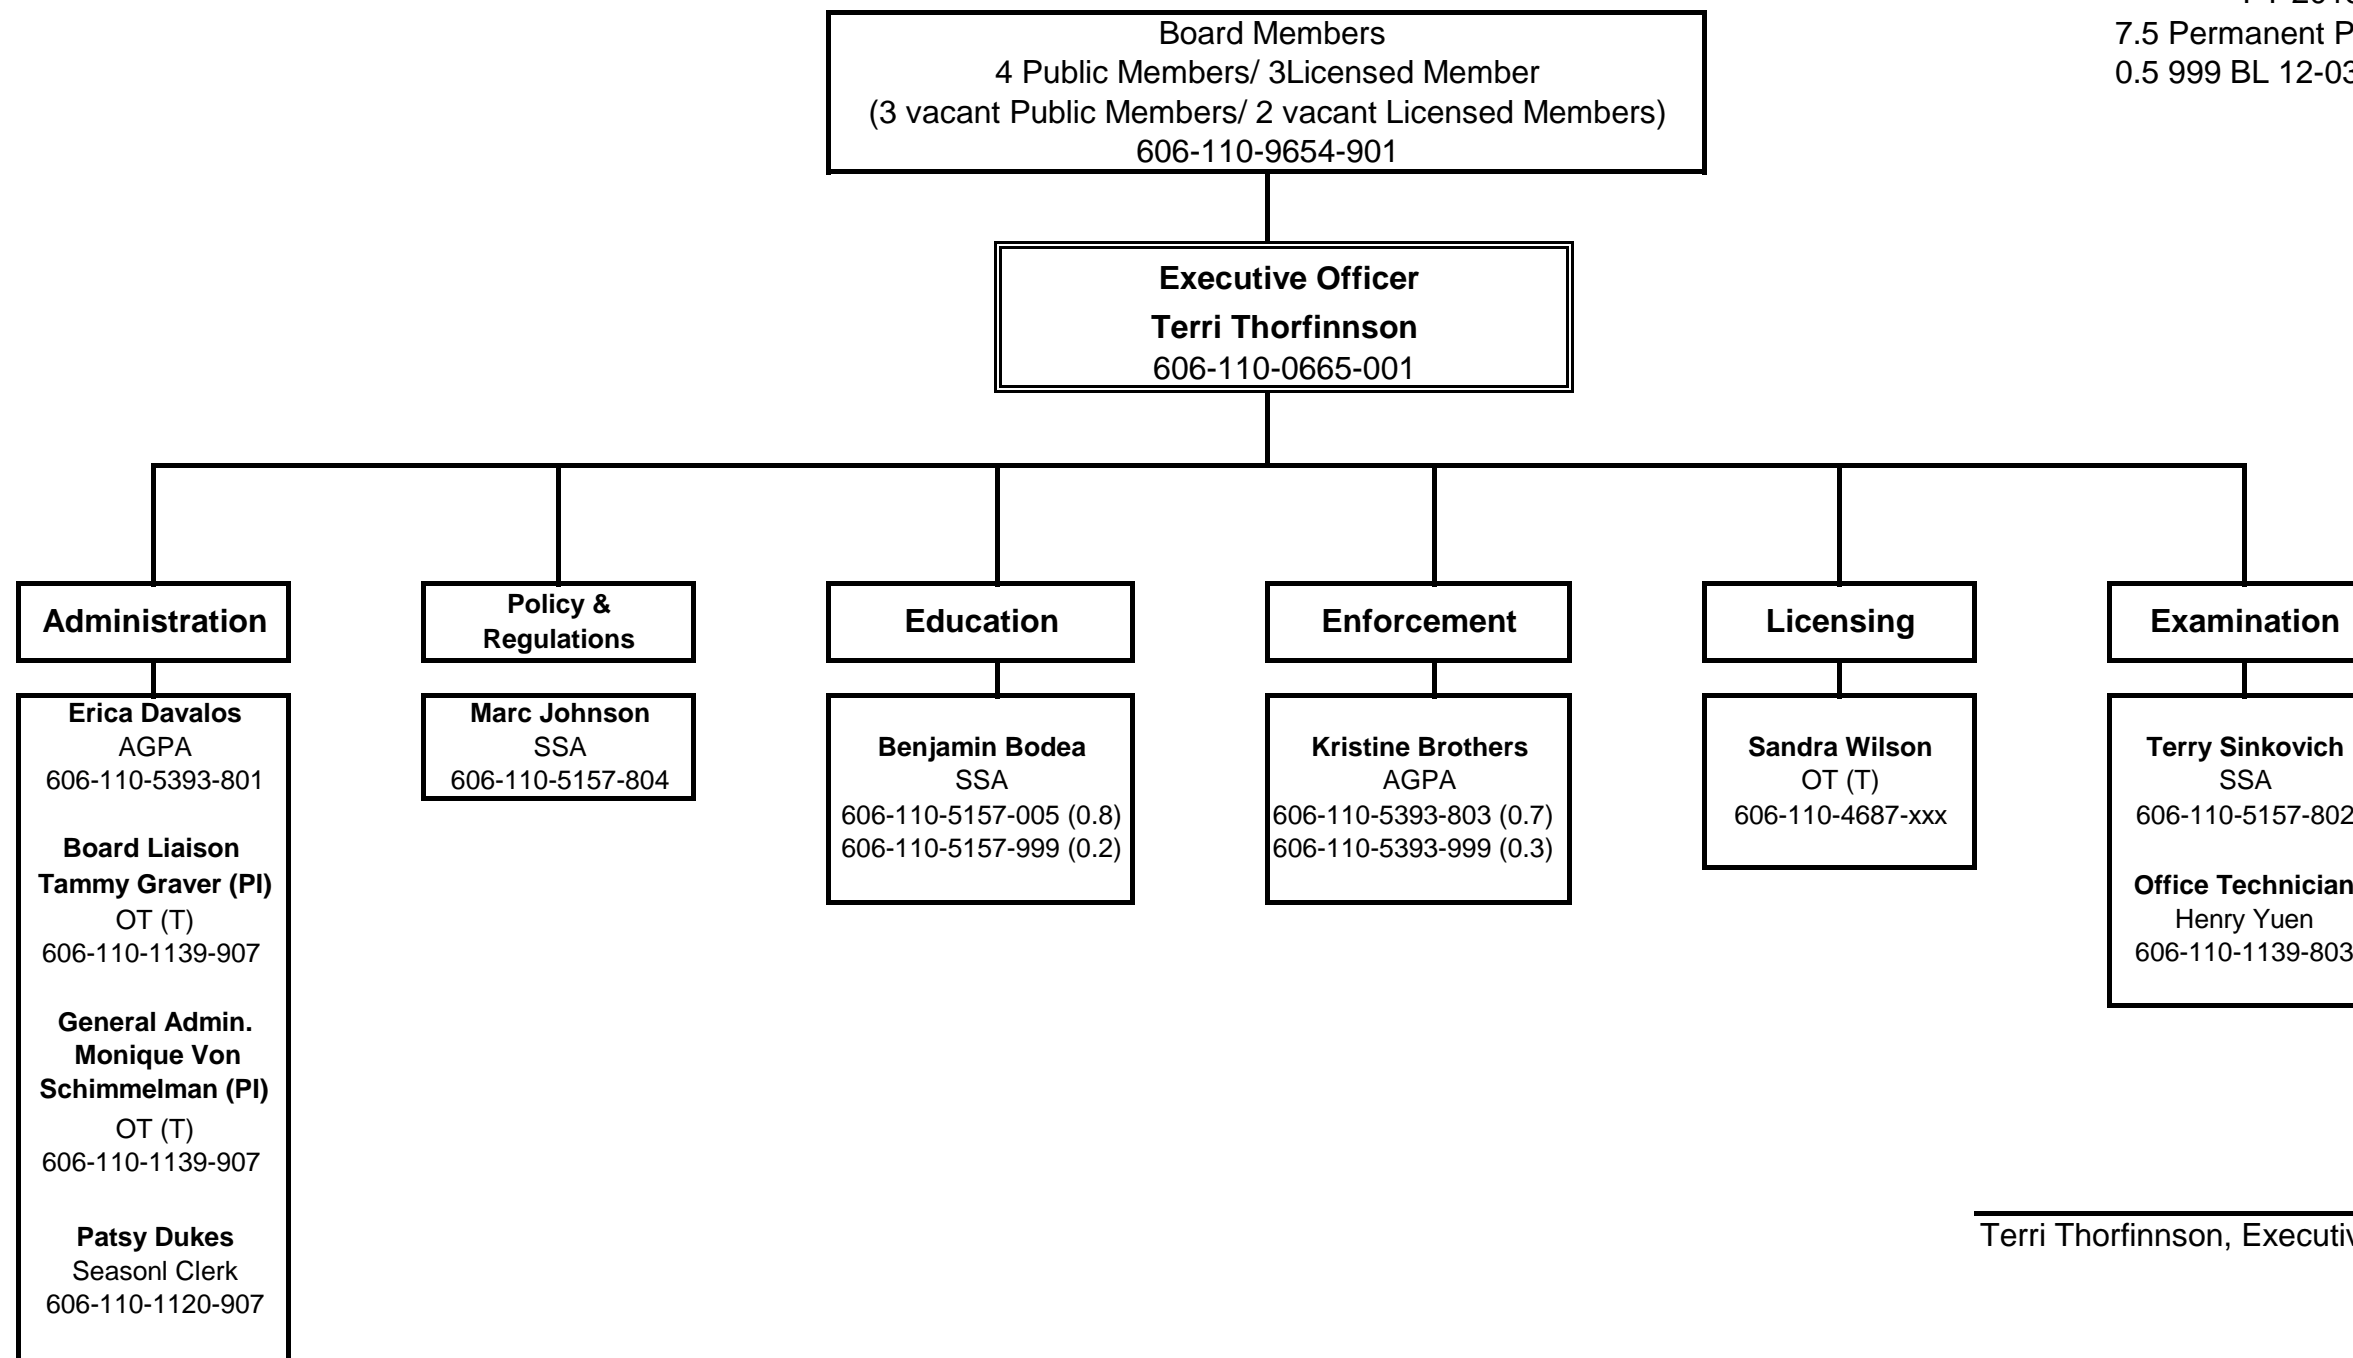 Board Members
4 Public Members/ 3Licensed Member
(3 vacant Public Members/ 2 vacant Licensed Members)
606-110-9654-901
7.5 Permanent
0.5 999 BL
Executive Officer
Terri Thorfinnson
606-110-0665-001
Administration
Erica Davalos
AGPA
606-110-5393-801
Board Liaison
Tammy Graver (PI)
OT (T)
606-110-1139-907
General Admin.
Monique Von
Schimmelman (PI)
OT (T)
606-110-1139-907
Patsy Dukes
Seasonl Clerk
606-110-1120-907
Policy &
Regulations
Marc Johnson
SSA
606-110-5157-804
Education
Benjamin Bodea
SSA
606-110-5157-005 (0.8)
606-110-5157-999 (0.2)
Enforcement
Kristine Brothers
AGPA
606-110-5393-803 (0.7)
606-110-5393-999 (0.3)
Licensing
Sandra Wilson
OT (T)
606-110-4687-xxx
Examination
Terry Sinkovich
SSA
606-110-5157-802
Office Technician
Henry Yuen
606-110-1139-803
Terri Thorfinnson,